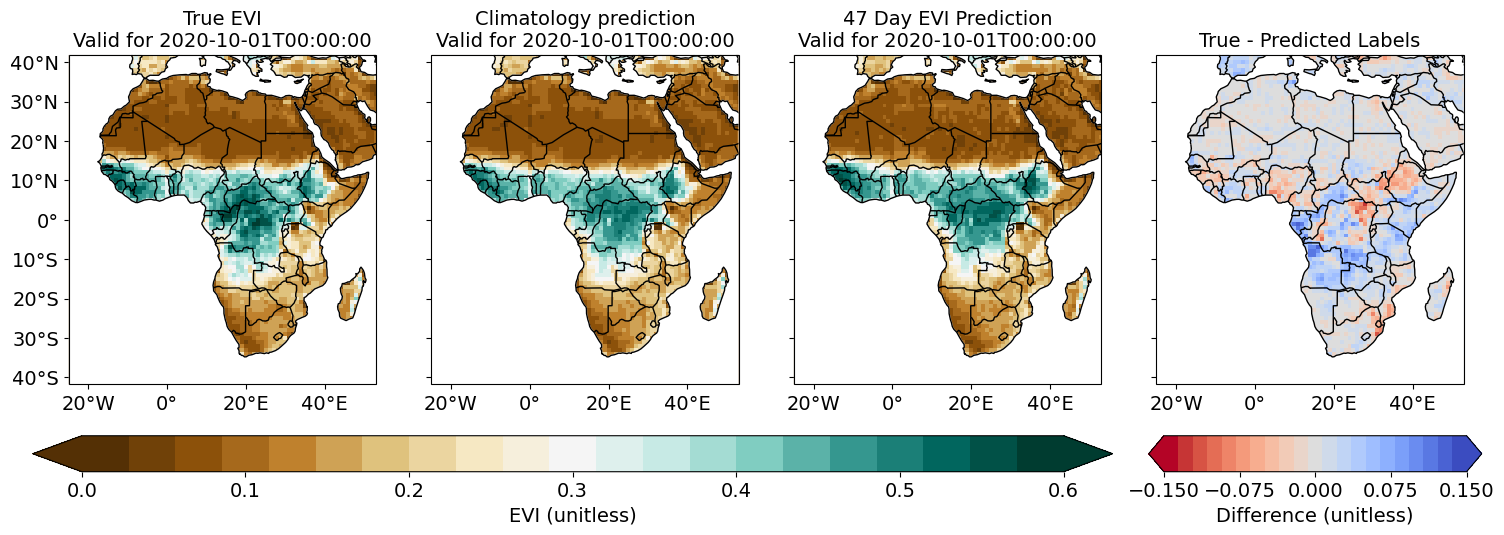 True EVI
Valid for 2020-10-01T00:00:00
Climatology prediction
Valid for 2020-10-01T00:00:00
47 Day EVI Prediction
Valid for 2020-10-01T00:00:00
True - Predicted Labels
40°N
30°N
20°N
10°N
0°
10°S
20°S
30°S
40°S
20°W 0° 20°E 40°E
20°W 0° 20°E 40°E
20°W 0° 20°E 40°E
20°W 0° 20°E 40°E
0.0 0.1 0.2 0.3 0.4 0.5 0.6
EVI (unitless)
−0.150 −0.075 0.000 0.075 0.150
Difference (unitless)